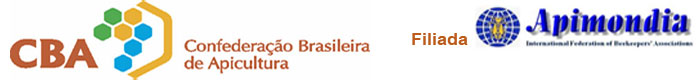 CBA
Confederação Brasileira
de Apicultura
Filiada
Apimondia
International Federation of Beekeepers' Associations